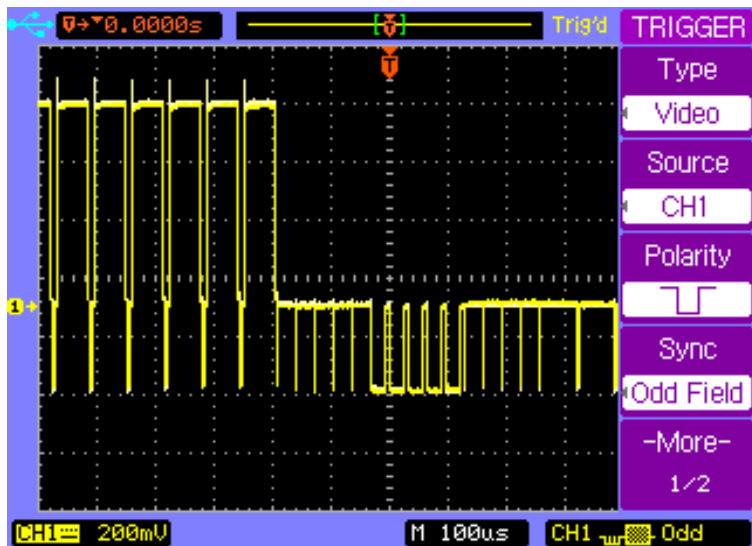 T→▼0.0000s [T] Trig'd TRIGGER
T
Type
Video
Source
CH1
Polarity
Sync
Odd Field
-More-
1/2
1
CH1 200mV M 100us CH1 Odd